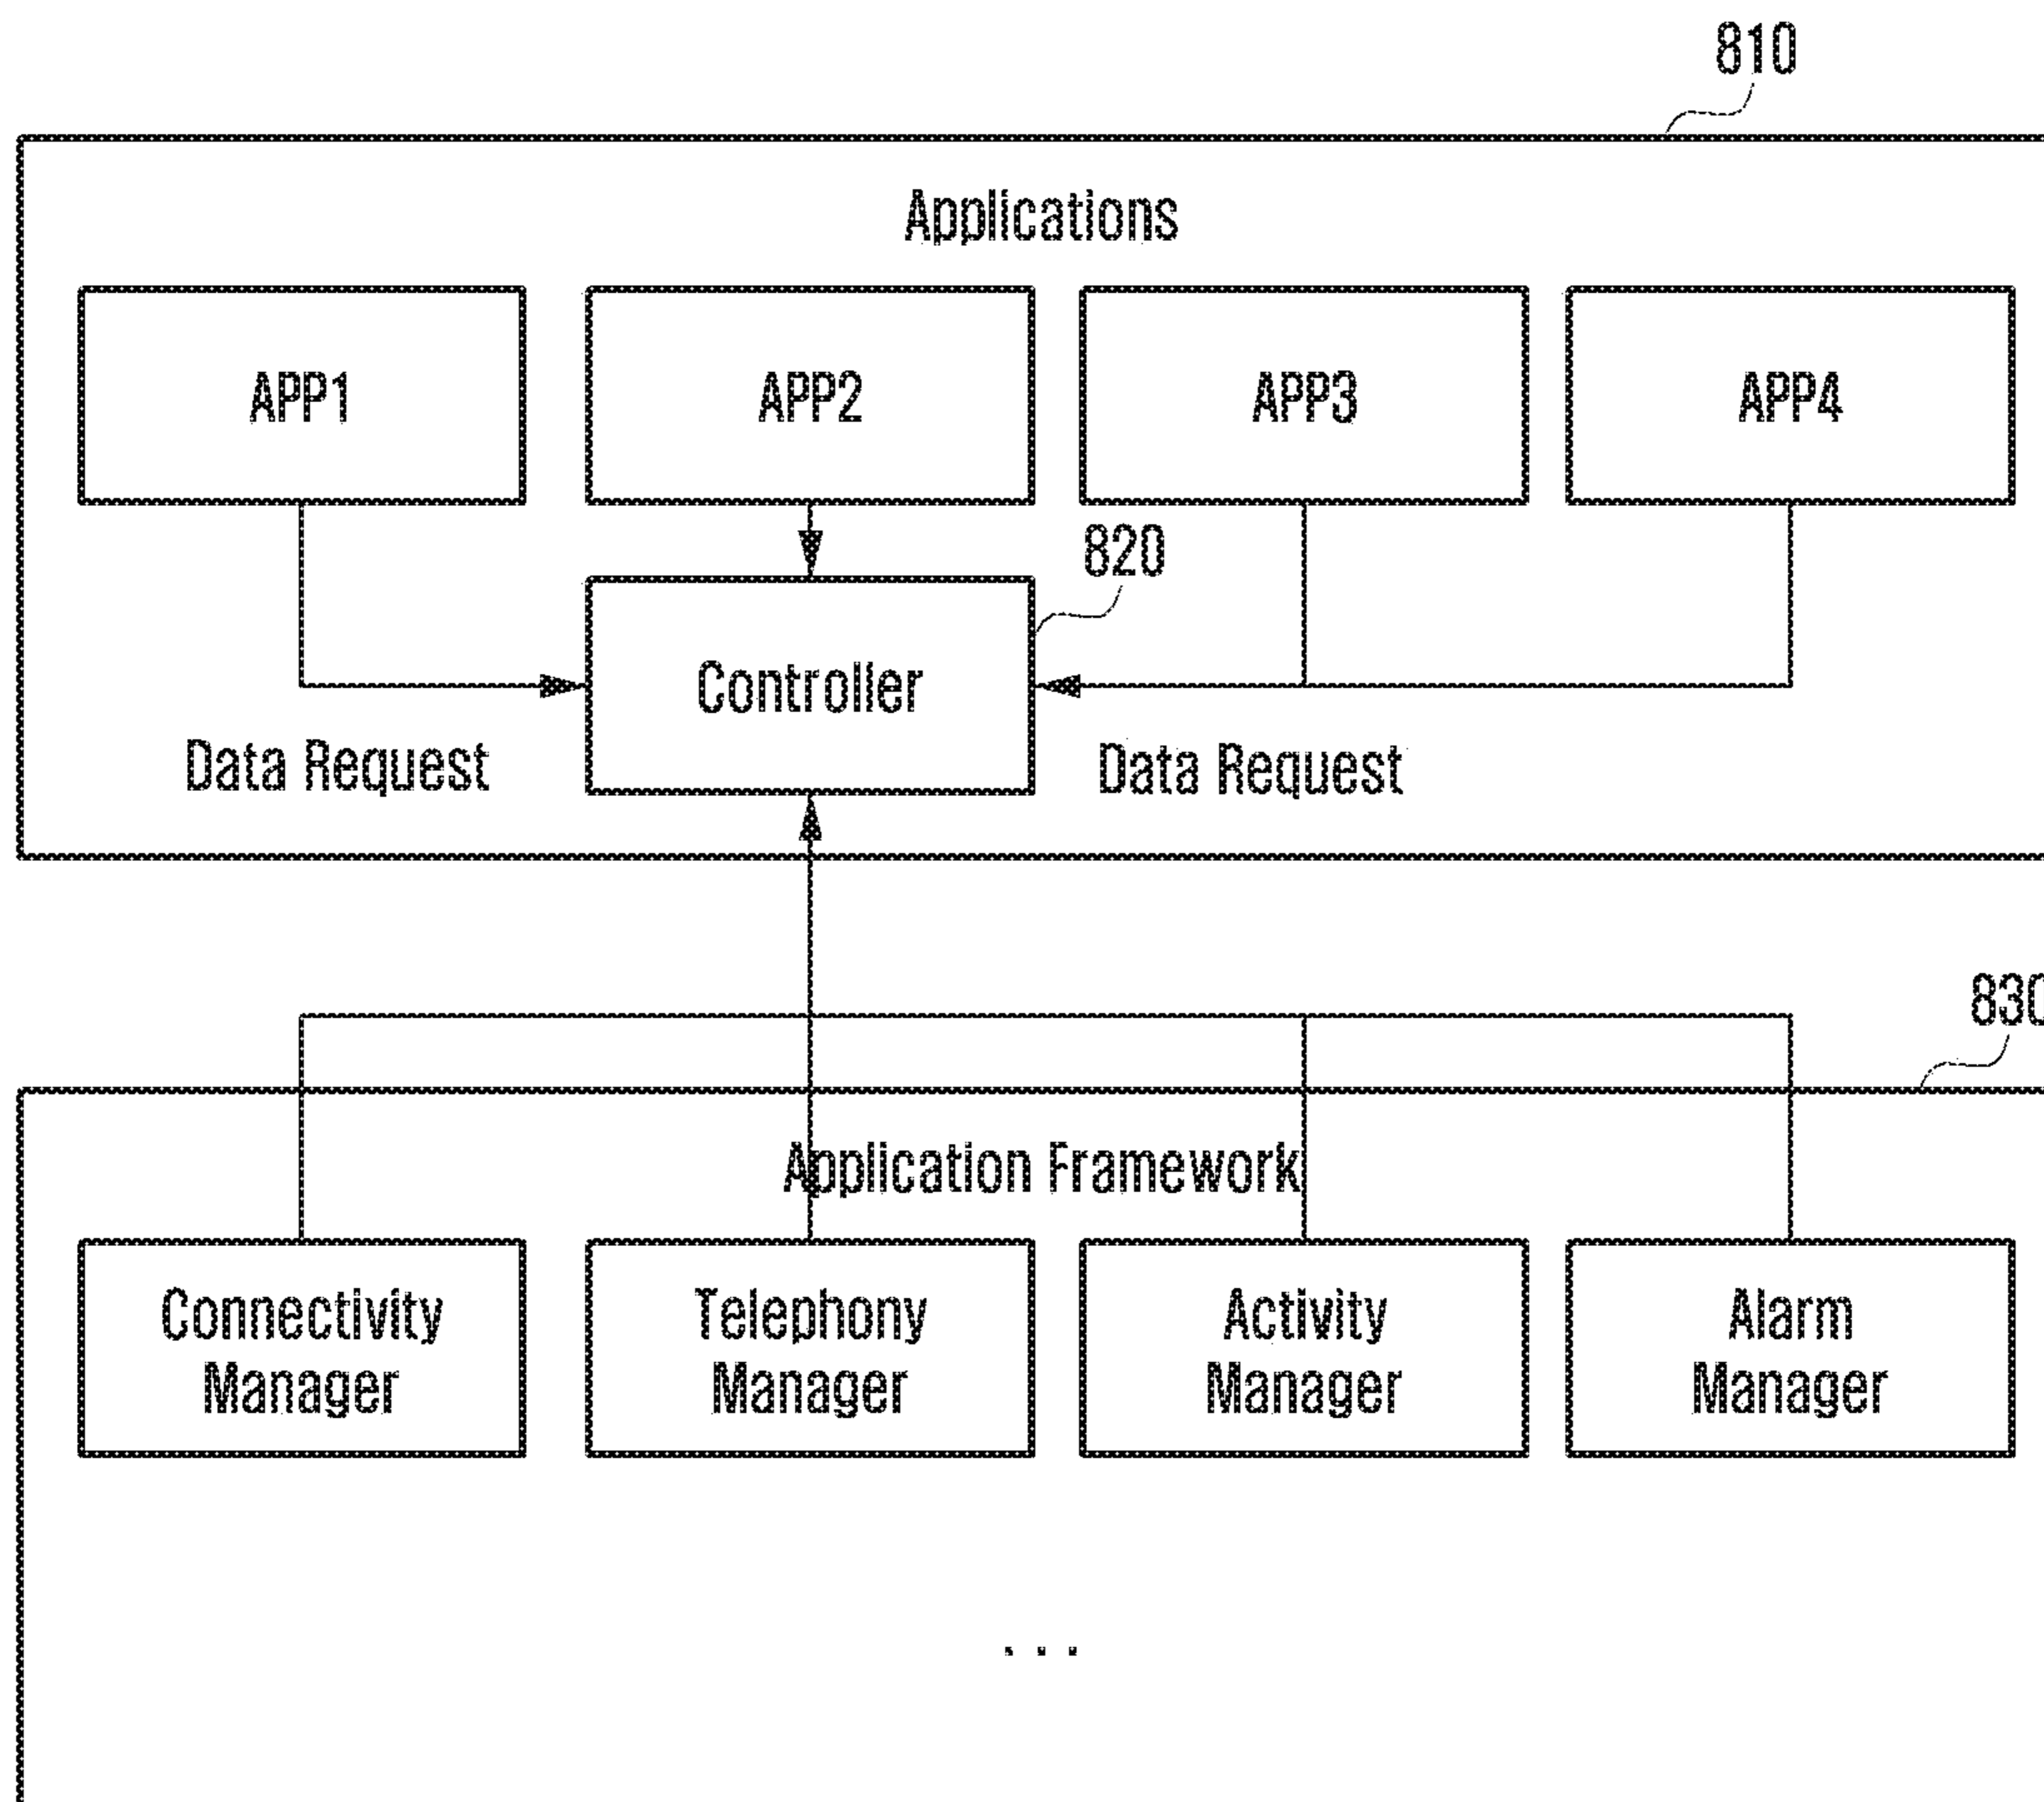 810
Applications
APP1
APP2
APP3
APP4
820
Controller
Data Request
Data Request
830
Application Framework
Connectivity
Manager
Telephony
Manager
Activity
Manager
Alarm
Manager
...